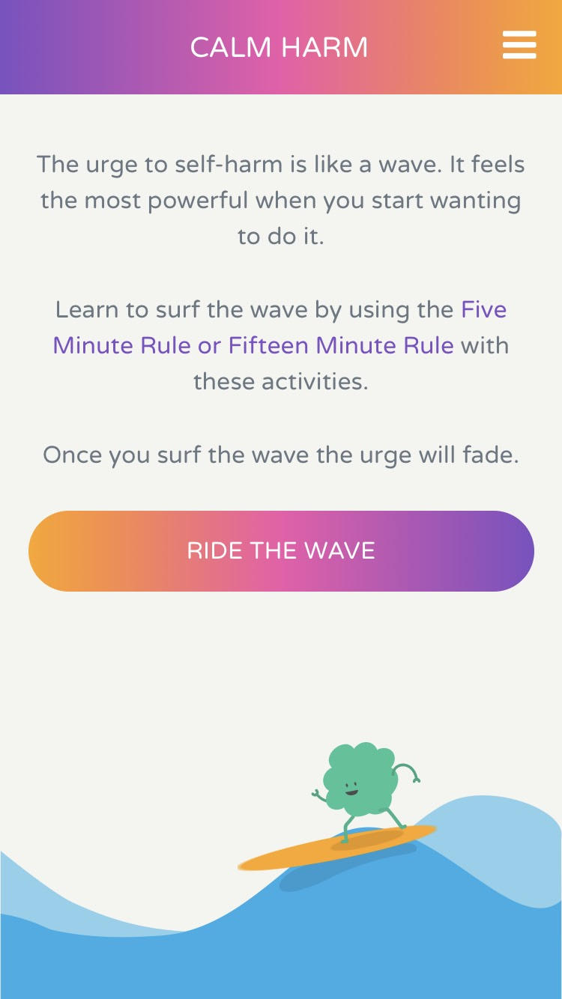 CALM HARM
The urge to self-harm is like a wave. It feels
the most powerful when you start wanting
to do it.
Learn to surf the wave by using the Five
Minute Rule or Fifteen Minute Rule with
these activities.
Once you surf the wave the urge will fade.
RIDE THE WAVE